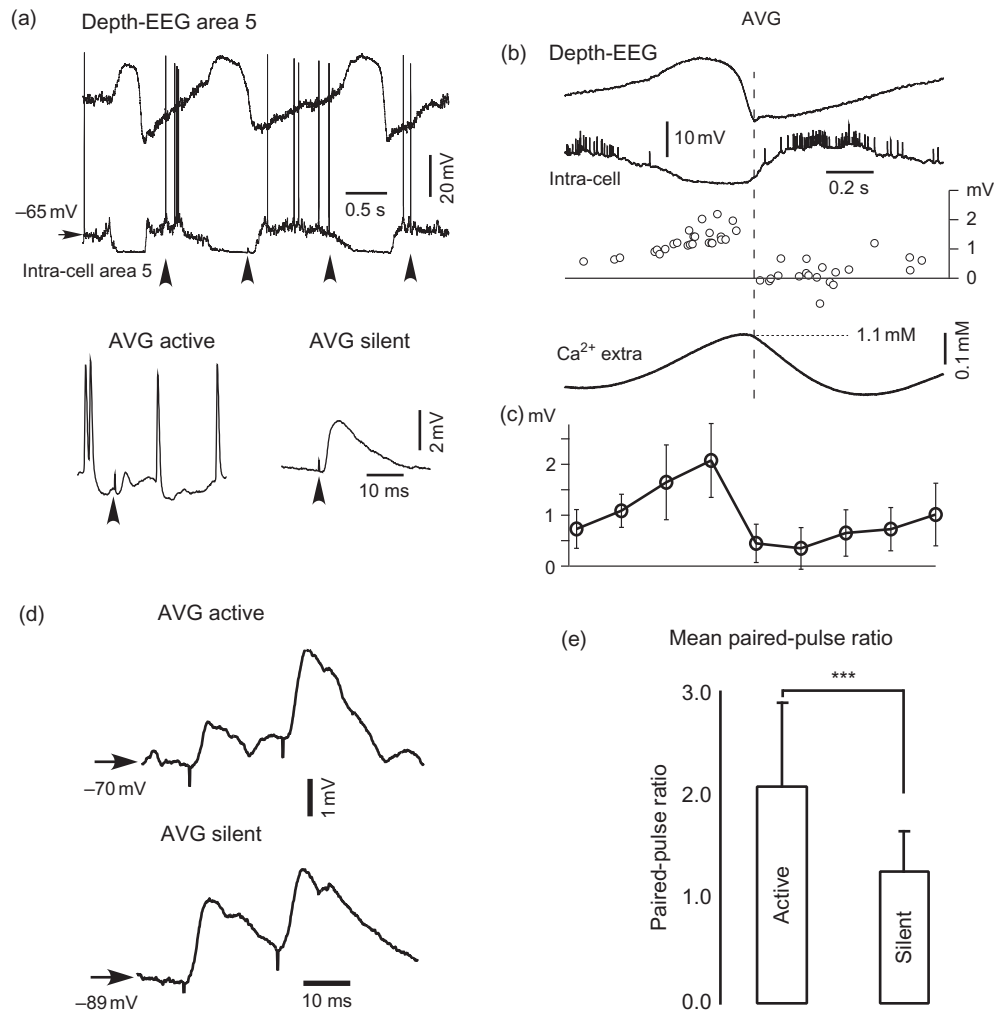 (a)
Depth-EEG area 5
20 mV
0.5 s
–65 mV
Intra-cell area 5
AVG active
AVG silent
2 mV
10 ms
AVG
(b)
Depth-EEG
10 mV
Intra-cell
0.2 s
mV
2
1
0
Ca2+ extra
1.1 mM
0.1 mM
(c) mV
2
1
0
(d)
AVG active
–70 mV
1 mV
AVG silent
–89 mV
10 ms
(e)
Mean paired-pulse ratio
***
3.0
2.0
1.0
0.0
Paired-pulse ratio
Active
Silent